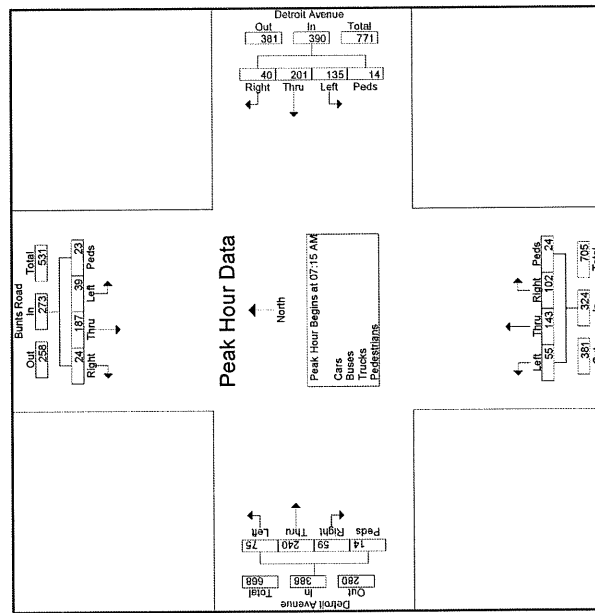 Detroit Avenue
Out In Total
381 390 771
40 201 135 14
Right Thru Left Peds
Bunts Road
Out In Total
258 273 531
24 187 39 23
Right Thru Left Peds
Peak Hour Data
North
Peak Hour Begins at 07:15 AM
Cars
Buses
Trucks
Pedestrians
Left Thru Right Peds
55 143 102 24
381 324 705
Out In Total
Left Thru Right Peds
75 240 59 14
280 388 668
Out In Total
Detroit Avenue